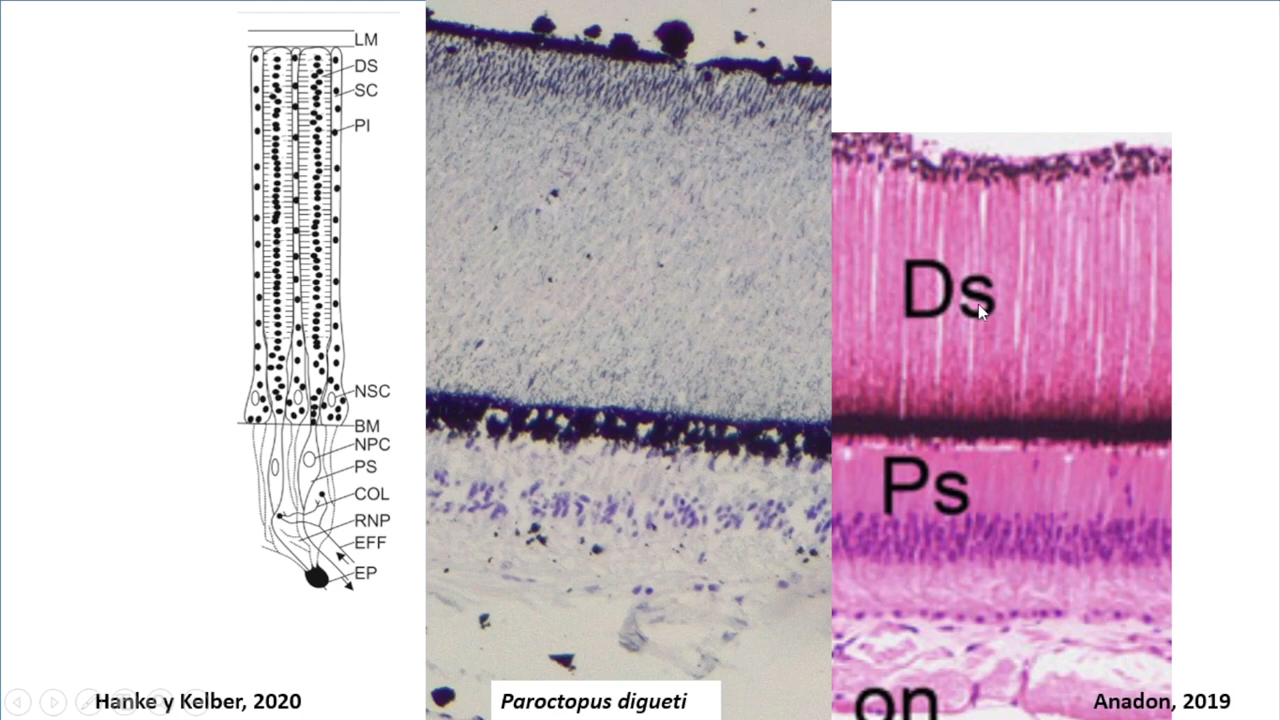 LM
DS
SC
PI
NSC
BM
NPC
PS
COL
RNP
EFF
EP
Hanke y Kelber, 2020
Paroctopus digueti
Ds
Ps
on
Anadon, 2019